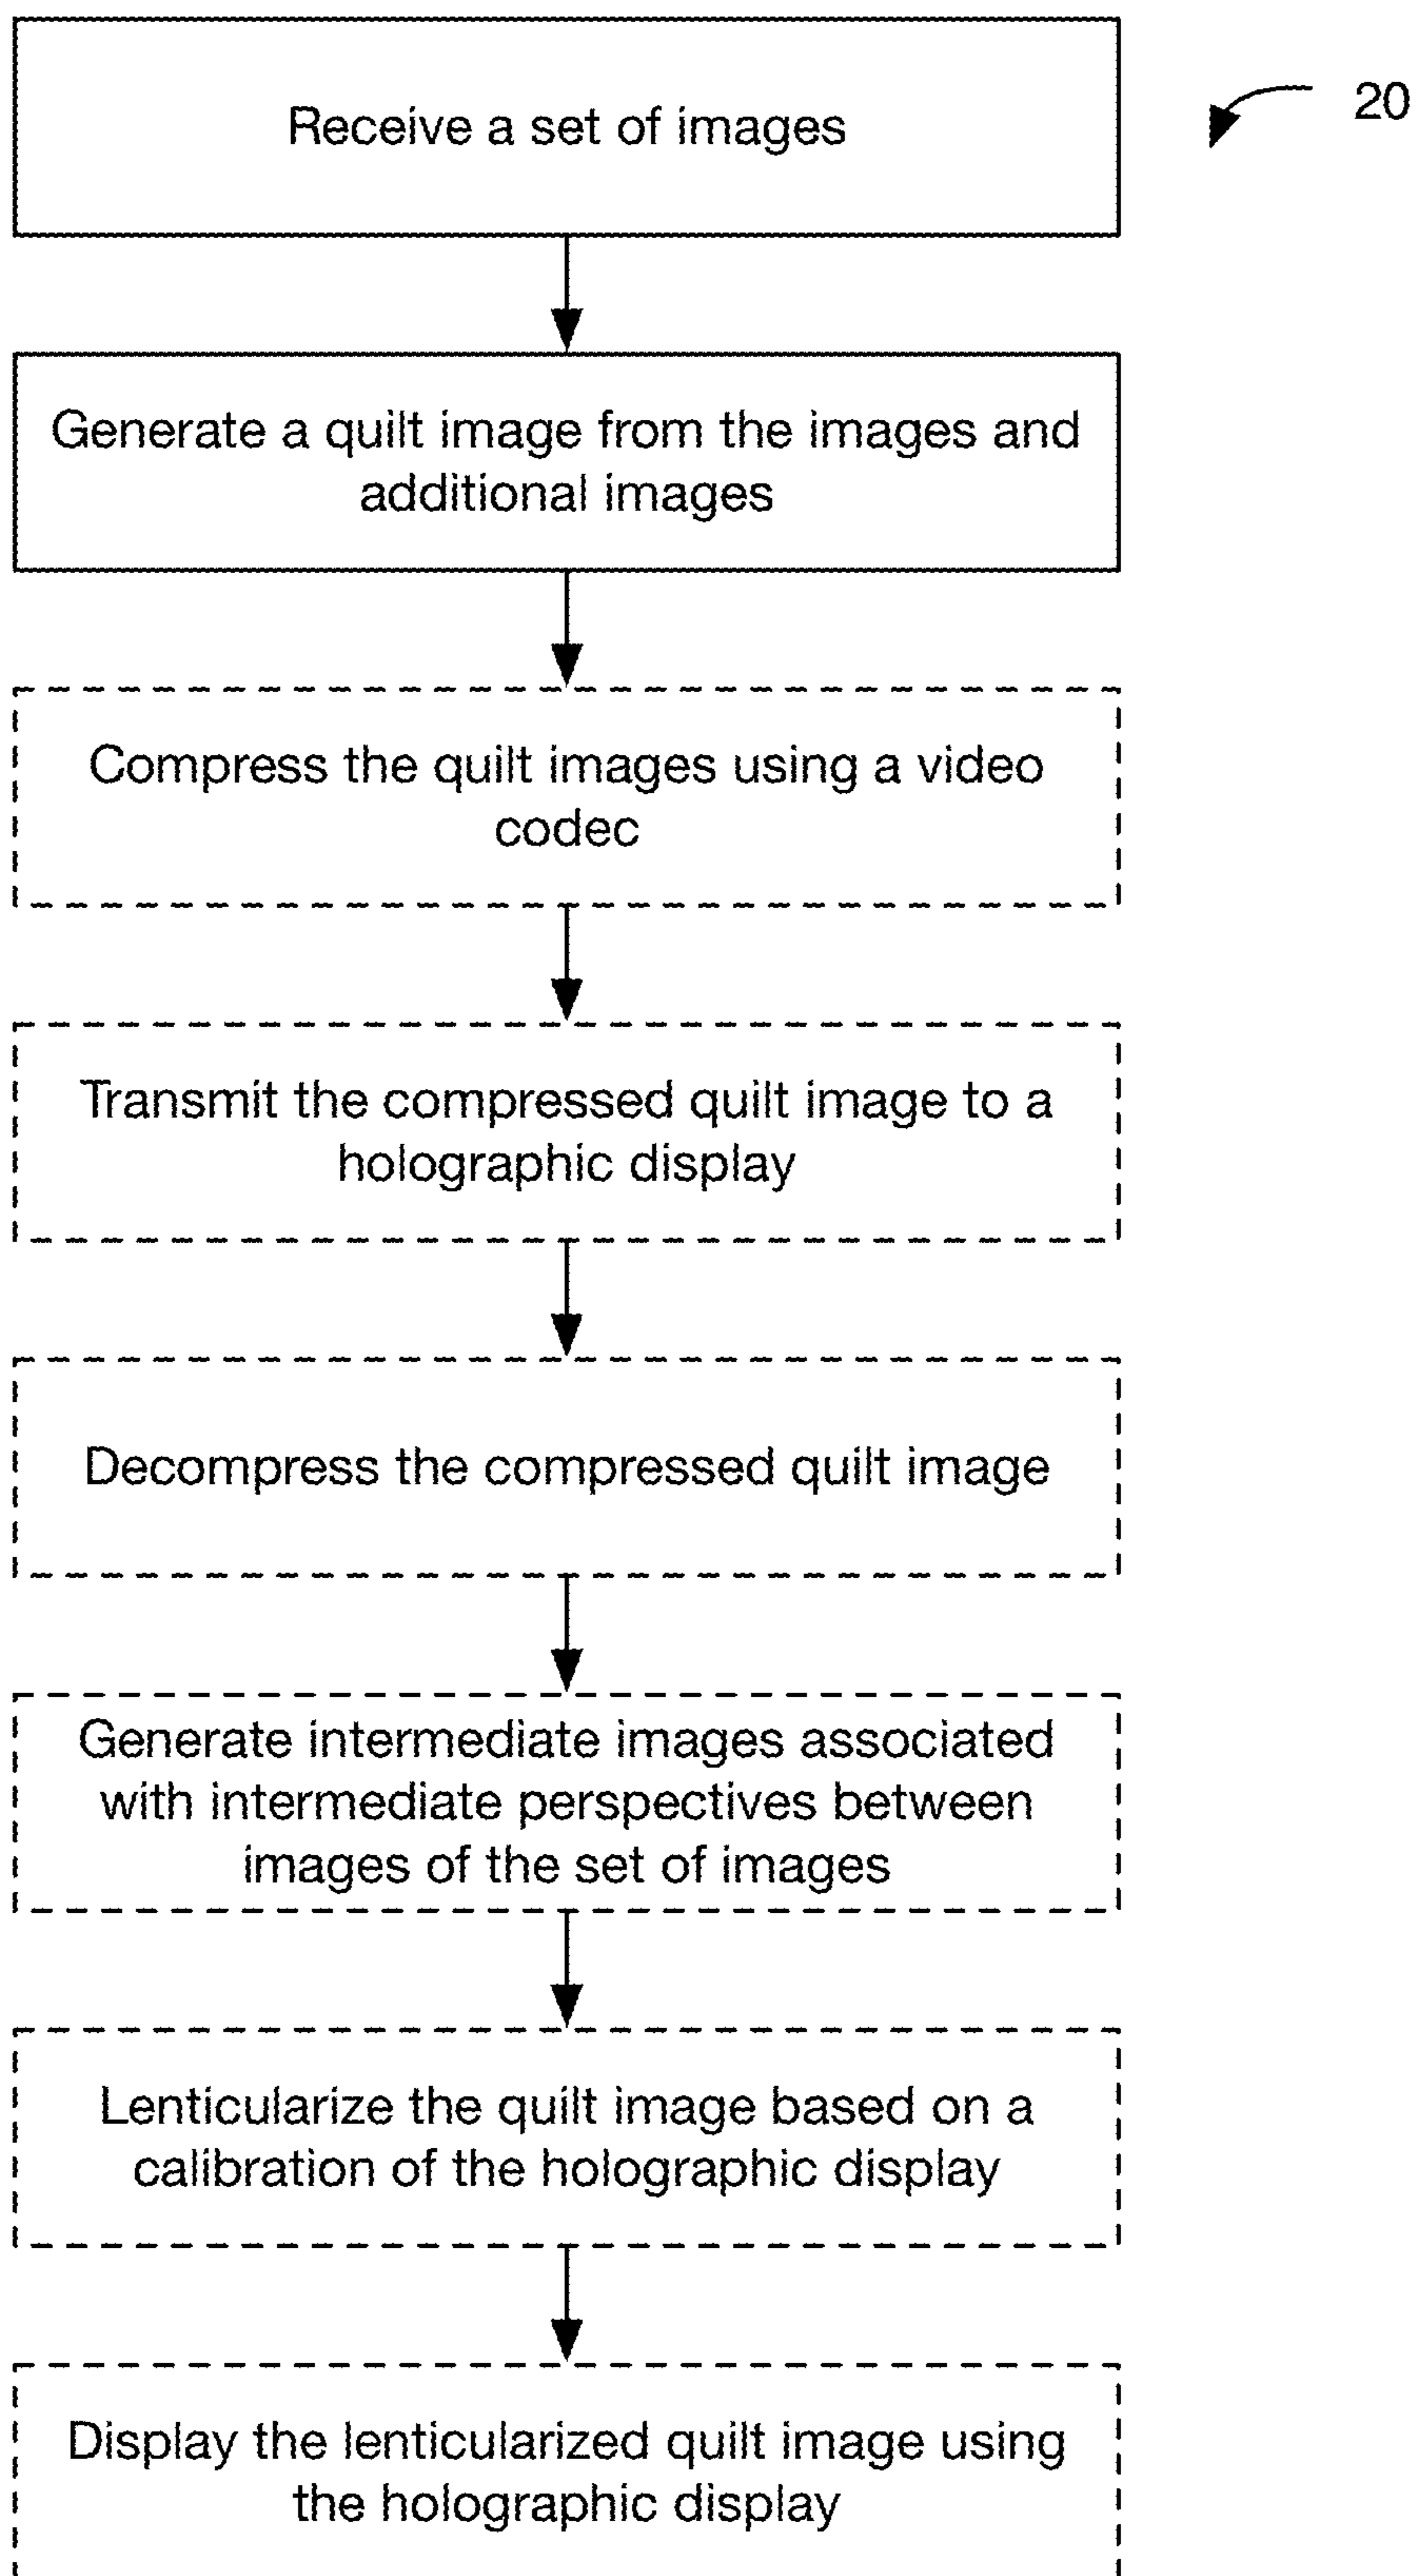 Receive a set of images
20
Generate a quilt image from the images and
additional images
Compress the quilt images using a video
codec
Transmit the compressed quilt image to a
holographic display
Decompress the compressed quilt image
Generate intermediate images associated
with intermediate perspectives between
images of the set of images
Lenticularize the quilt image based on a
calibration of the holographic display
Display the lenticularized quilt image using
the holographic display